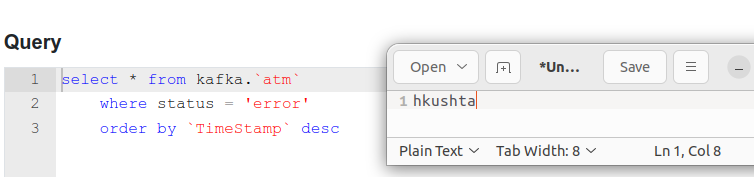 Query
1 select * from kafka.`atm`
2 where status = 'error'
3 order by `TimeStamp` desc
Open
*Un...
Save
1 hkushta
Plain Text
Tab Width: 8
Ln 1, Col 8